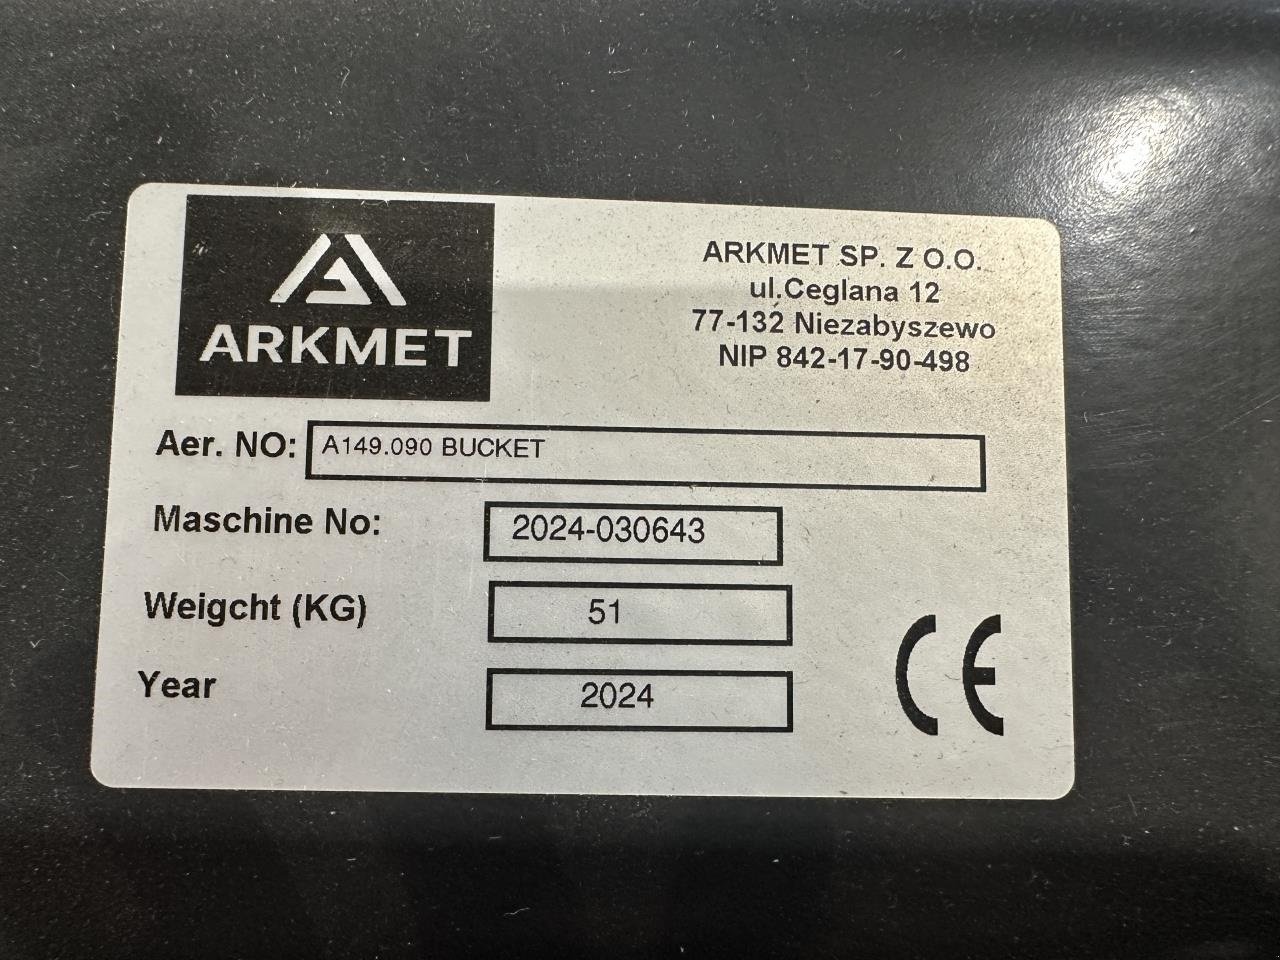 ARKMET
ARKMET SP. Z O.O.
ul.Ceglana 12
77-132 Niezabyszewo
NIP 842-17-90-498
Aer. NO: A149.090 BUCKET
Maschine No: 2024-030643
Weigcht (KG) 51
Year 2024
CE